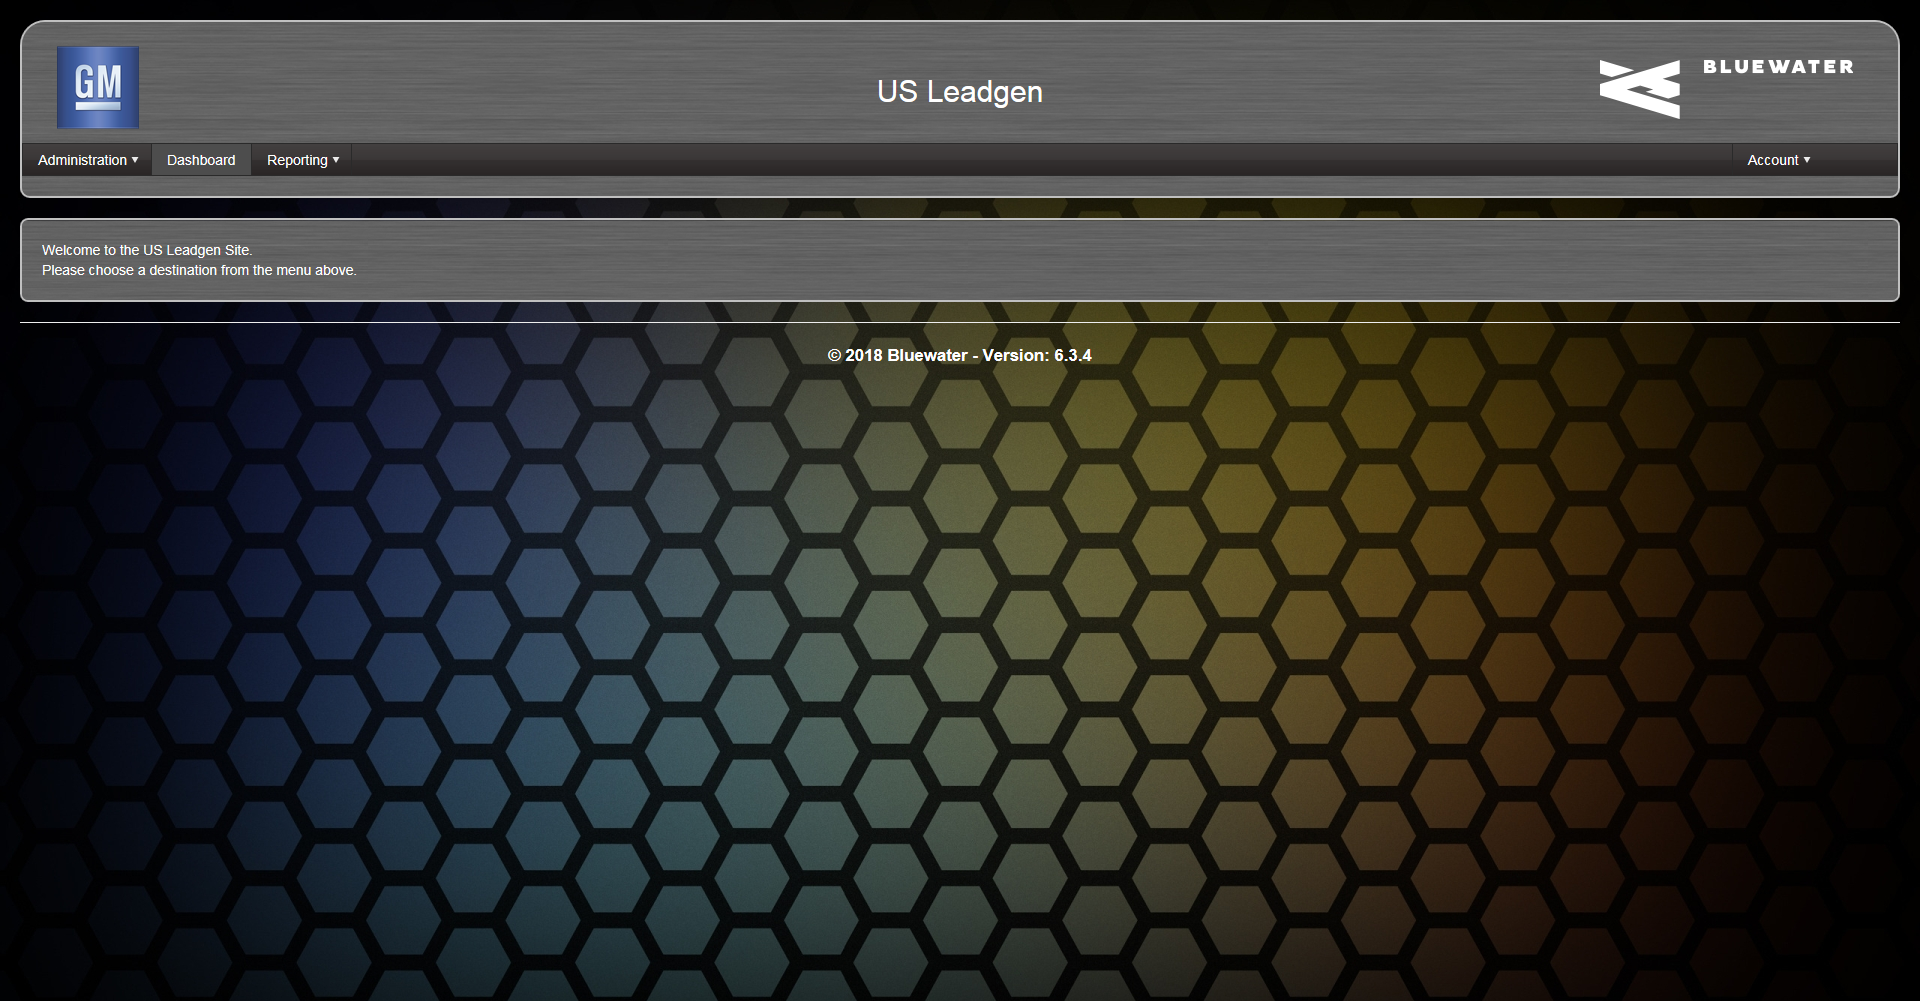 GM
US Leadgen
BLUEWATER
Administration
Dashboard
Reporting
Account
Welcome to the US Leadgen Site.
Please choose a destination from the menu above.
© 2018 Bluewater - Version: 6.3.4